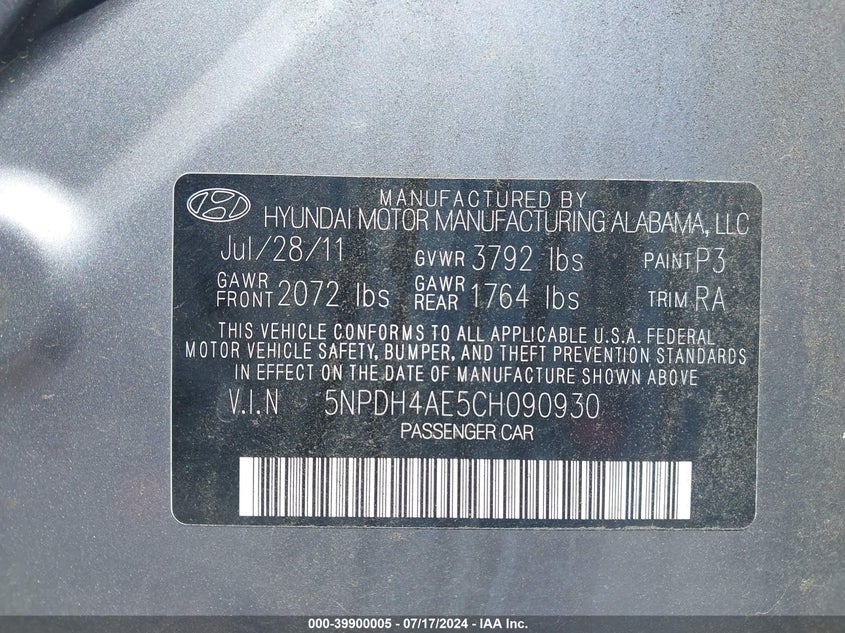 MANUFACTURED BY
HYUNDAI MOTOR MANUFACTURING ALABAMA, LLC
Jul/28/11 GVWR 3792 lbs PAINT P3
GAWR FRONT 2072 lbs GAWR REAR 1764 lbs TRIM RA
THIS VEHICLE CONFORMS TO ALL APPLICABLE U.S.A. FEDERAL
MOTOR VEHICLE SAFETY, BUMPER, AND THEFT PREVENTION STANDARDS
IN EFFECT ON THE DATE OF MANUFACTURE SHOWN ABOVE
V.I.N 5NPDH4AE5CH090930
PASSENGER CAR
000-39900005 - 07/17/2024 - IAA Inc.